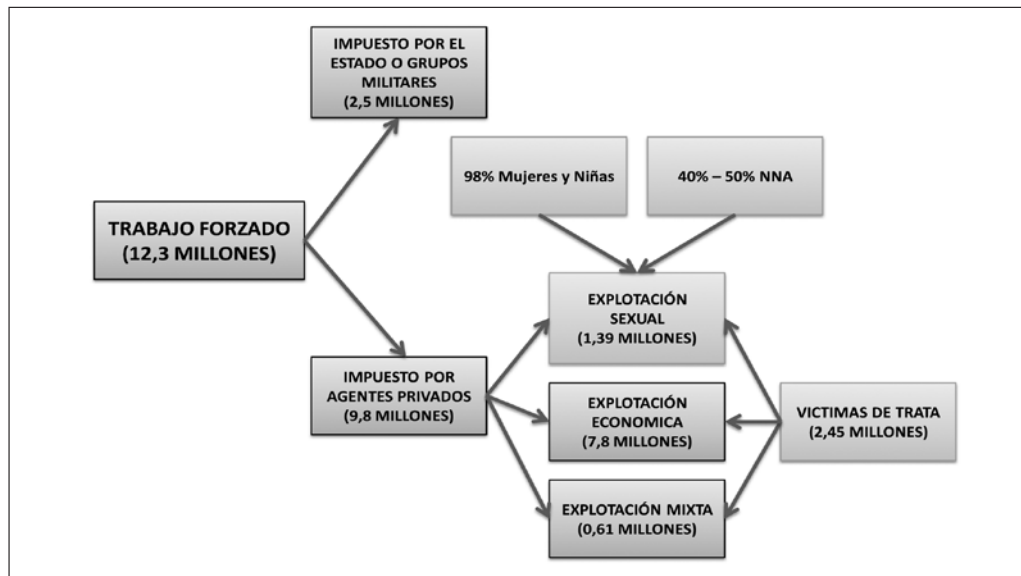 IMPUESTO POR EL
ESTADO O GRUPOS
MILITARES
(2,5 MILLONES)
98% Mujeres y Niñas
40% – 50% NNA
TRABAJO FORZADO
(12,3 MILLONES)
EXPLOTACIÓN
SEXUAL
(1,39 MILLONES)
IMPUESTO POR
AGENTES PRIVADOS
(9,8 MILLONES)
EXPLOTACIÓN
ECONOMICA
(7,8 MILLONES)
VICTIMAS DE TRATA
(2,45 MILLONES)
EXPLOTACIÓN MIXTA
(0,61 MILLONES)